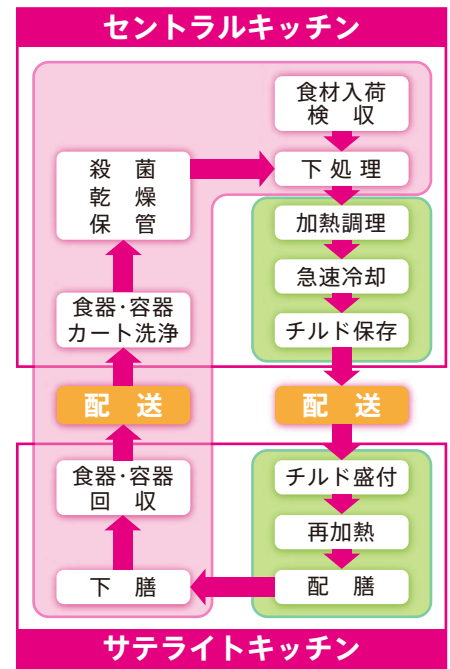 セントラルキッチン
食材入荷
検 収
下 処 理
加熱調理
急速冷却
チルド保存
配 送
チルド盛付
再加熱
配 膳
下 膳
食器・容器
回 収
配 送
食器・容器
カート洗浄
殺 菌
乾 燥
保 管
サテライトキッチン